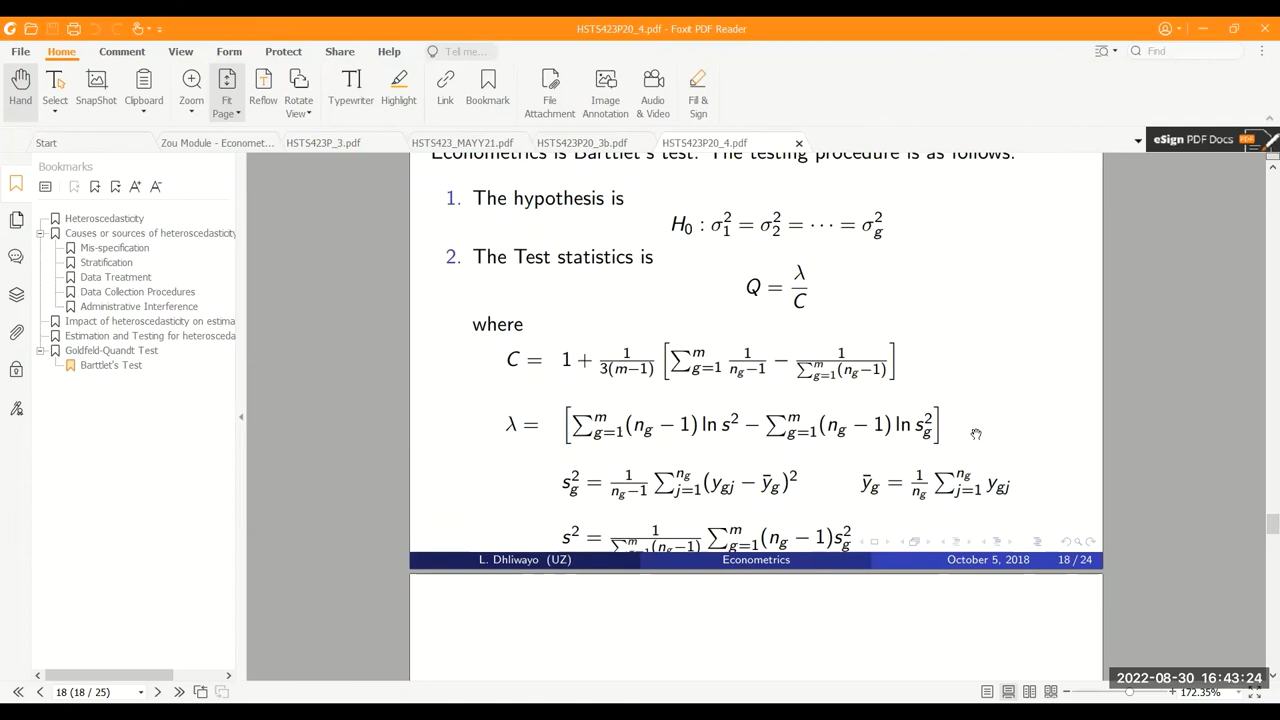 HSTS423P20_4.pdf - Foxit PDF Reader
File Home Comment View Form Protect Share Help Tell me... Find
Hand Select SnapShot Clipboard Zoom Fit Page Reflow Rotate View Typewriter Highlight Link Bookmark File Attachment Image Annotation Audio & Video Fill & Sign
Start Zou Module - Economet... HSTS423P_3.pdf HSTS423_MAYY21.pdf HSTS423P20_3b.pdf HSTS423P20_4.pdf eSign PDF Docs
Bookmarks
Heteroscedasticity
Causes or sources of heteroscedasticity
Mis-specification
Stratification
Data Treatment
Data Collection Procedures
Administrative Interference
Impact of heteroscedasticity on estima
Estimation and Testing for heterosceda
Goldfeld-Quandt Test
Barttlet's Test
Econometrics is Barttlet's test. The testing procedure is as follows.
1. The hypothesis is
H₀ : σ₁² = σ₂² = ⋯ = σ_g²
2. The Test statistics is
Q = λ/C
where
C = 1 + 1/(3(m−1)) [∑_{g=1}^m 1/(n_g−1) − 1/(∑_{g=1}^m (n_g−1))]
λ = [∑_{g=1}^m (n_g − 1) ln s² − ∑_{g=1}^m (n_g − 1) ln s_g²]
s_g² = 1/(n_g−1) ∑_{j=1}^{n_g} (y_{gj} − ȳ_g)² ȳ_g = 1/n_g ∑_{j=1}^{n_g} y_{gj}
s² = 1/(∑_{g=1}^m (n_g−1)) ∑_{g=1}^m (n_g − 1)s_g²
L. Dhliwayo (UZ) Econometrics October 5, 2018 18 / 24
18 (18 / 25) 172.35%
2022-08-30 16:43:24